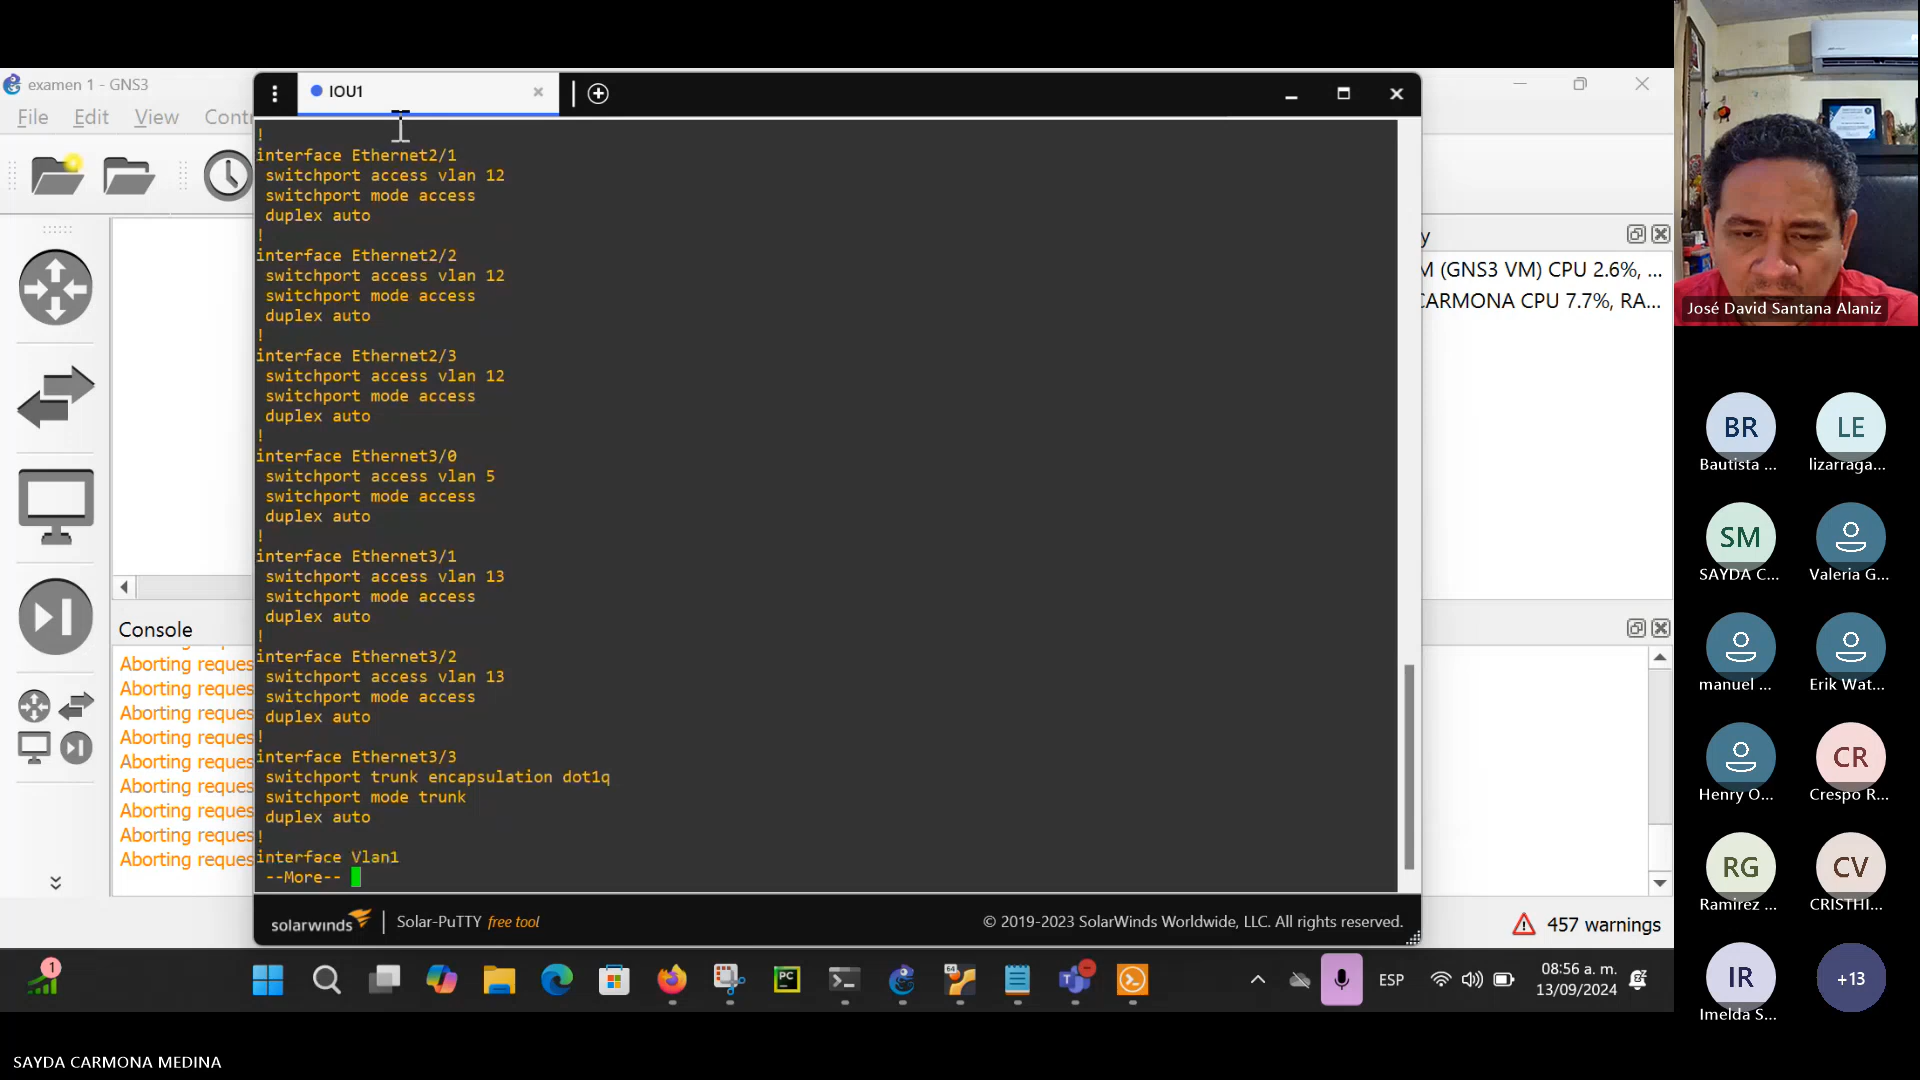 examen 1 - GNS3
File Edit View Contr
IOU1
!
interface Ethernet2/1
switchport access vlan 12
switchport mode access
duplex auto
!
interface Ethernet2/2
switchport access vlan 12
switchport mode access
duplex auto
!
interface Ethernet2/3
switchport access vlan 12
switchport mode access
duplex auto
!
interface Ethernet3/0
switchport access vlan 5
switchport mode access
duplex auto
!
interface Ethernet3/1
switchport access vlan 13
switchport mode access
duplex auto
!
interface Ethernet3/2
switchport access vlan 13
switchport mode access
duplex auto
!
interface Ethernet3/3
switchport trunk encapsulation dot1q
switchport mode trunk
duplex auto
!
interface Vlan1
--More--
solarwinds
Solar-PuTTY free tool
© 2019-2023 SolarWinds Worldwide, LLC. All rights reserved.
Console
Aborting reques
Aborting reques
Aborting reques
Aborting reques
Aborting reques
Aborting reques
Aborting reques
Aborting reques
Aborting reques
y
M (GNS3 VM) CPU 2.6%, ...
CARMONA CPU 7.7%, RA...
457 warnings
1
PC
64
ESP
08:56 a. m.
13/09/2024
José David Santana Alaniz
BR
Bautista ...
LE
lizarraga...
SM
SAYDA C...
Valeria G...
manuel ...
Erik Wat...
Henry O...
CR
Crespo R...
RG
Ramirez ...
CV
CRISTHI...
IR
Imelda S...
+13
SAYDA CARMONA MEDINA